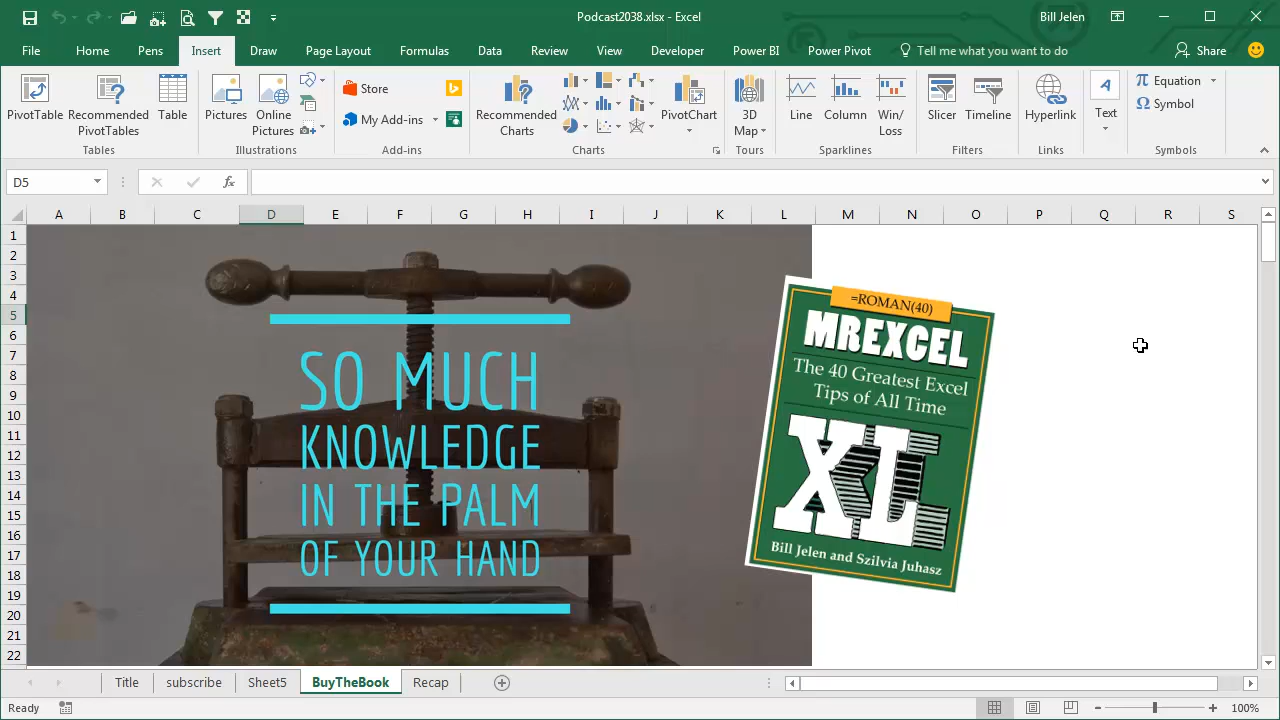 Podcast2038.xlsx - Excel
Bill Jelen
File Home Pens Insert Draw Page Layout Formulas Data Review View Developer Power BI Power Pivot Tell me what you want to do Share
PivotTable
Recommended PivotTables
Table
Tables
Pictures
Online Pictures
Illustrations
Store
My Add-ins
Add-ins
Recommended Charts
PivotChart
Charts
3D Map
Tours
Line
Column
Win/Loss
Sparklines
Slicer
Timeline
Filters
Hyperlink
Links
A
Text
π Equation
Ω Symbol
Symbols
D5
fx
A B C D E F G H I J K L M N O P Q R S
1
2
3
4
5
6
7
8
9
10
11
12
13
14
15
16
17
18
19
20
21
22
SO MUCH
KNOWLEDGE
IN THE PALM
OF YOUR HAND
=ROMAN(40)
MREXCEL
The 40 Greatest Excel
Tips of All Time
XL
Bill Jelen and Szilvia Juhasz
Title subscribe Sheet5 BuyTheBook Recap
Ready
100%